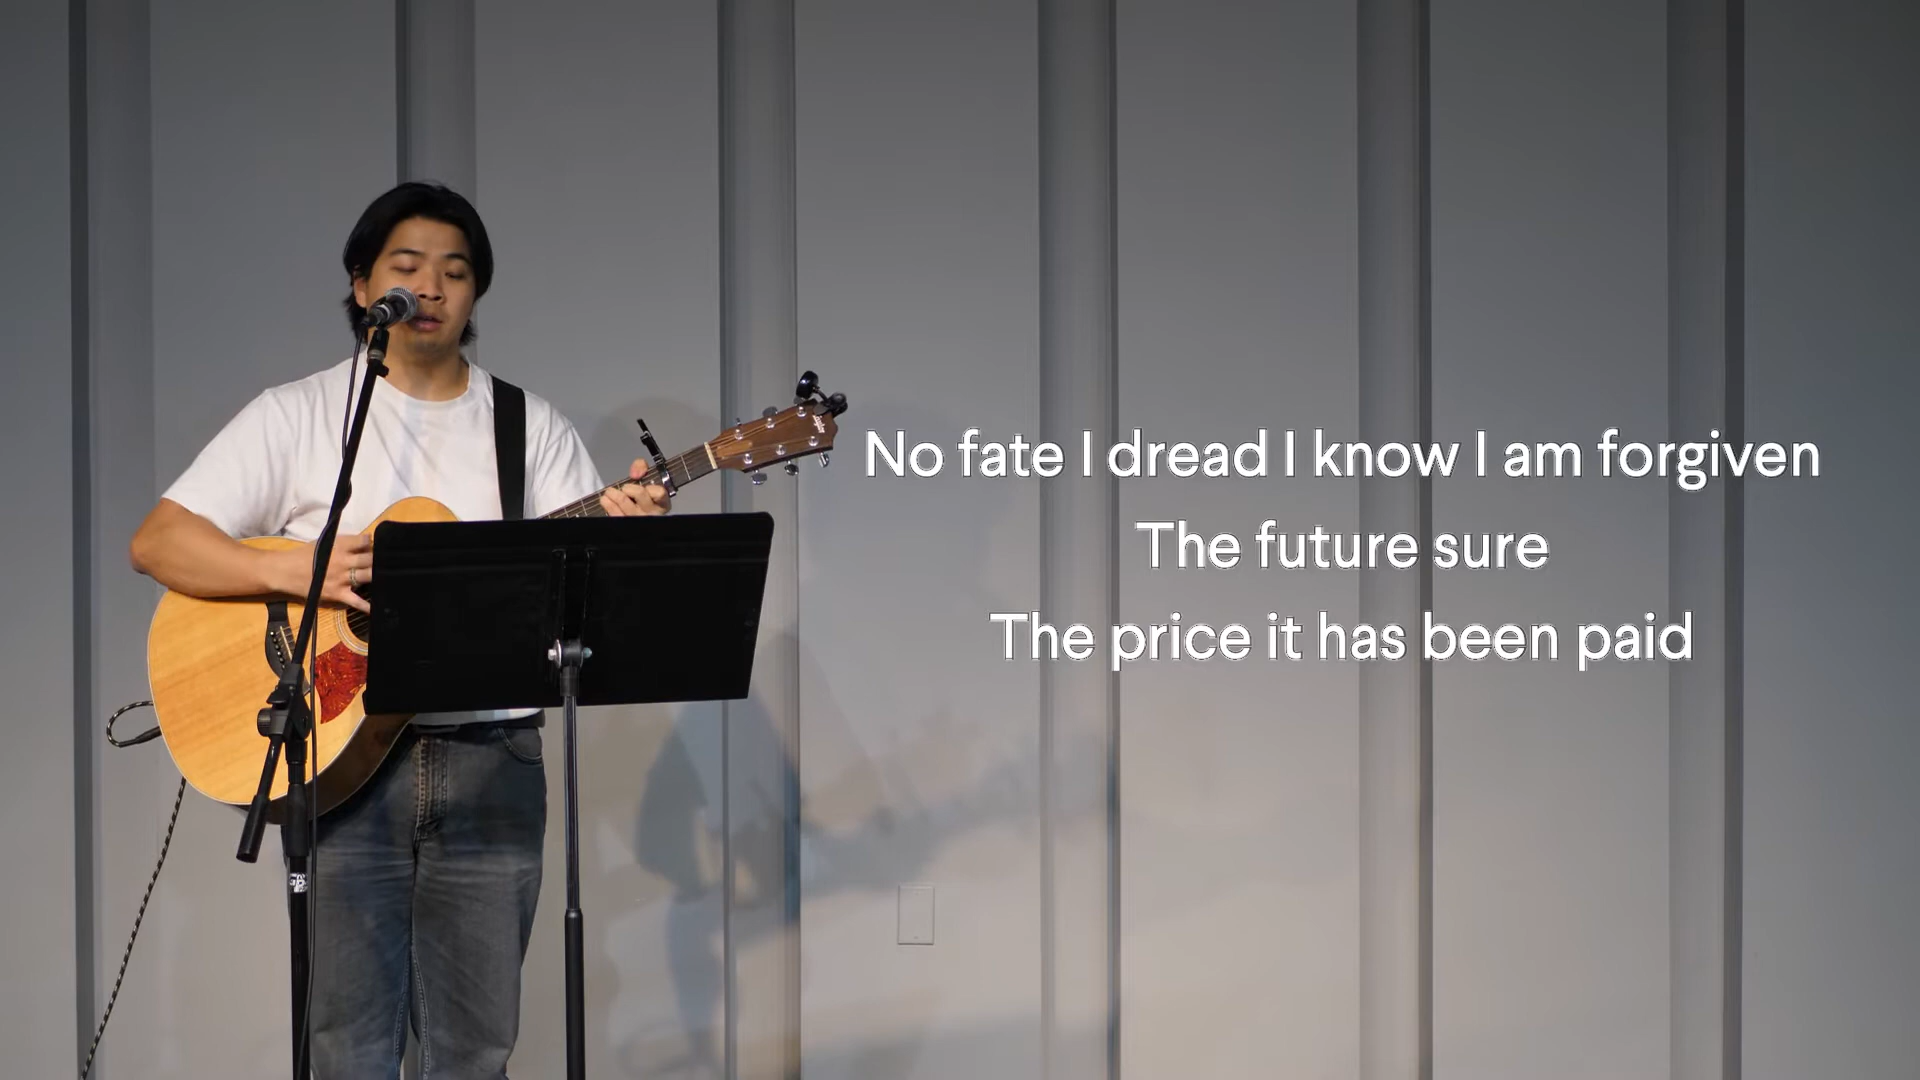 No fate I dread I know I am forgiven
The future sure
The price it has been paid